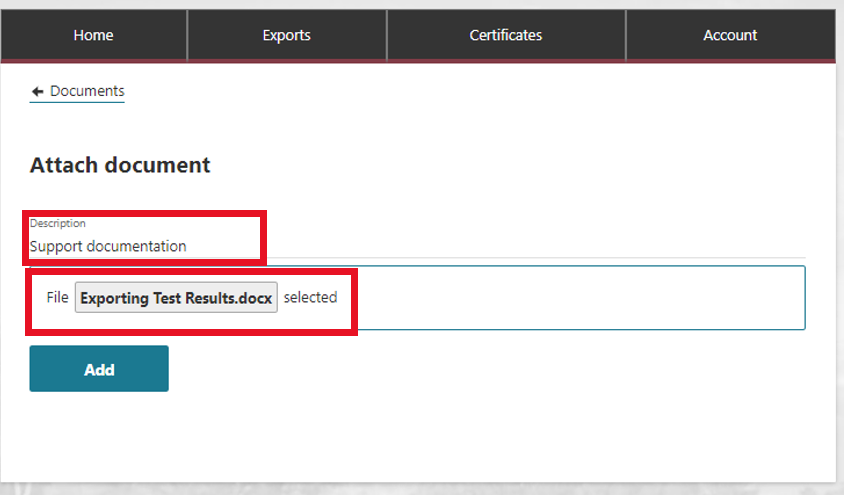 Home Exports Certificates Account
Documents
Attach document
Description
Support documentation
File Exporting Test Results.docx selected
Add